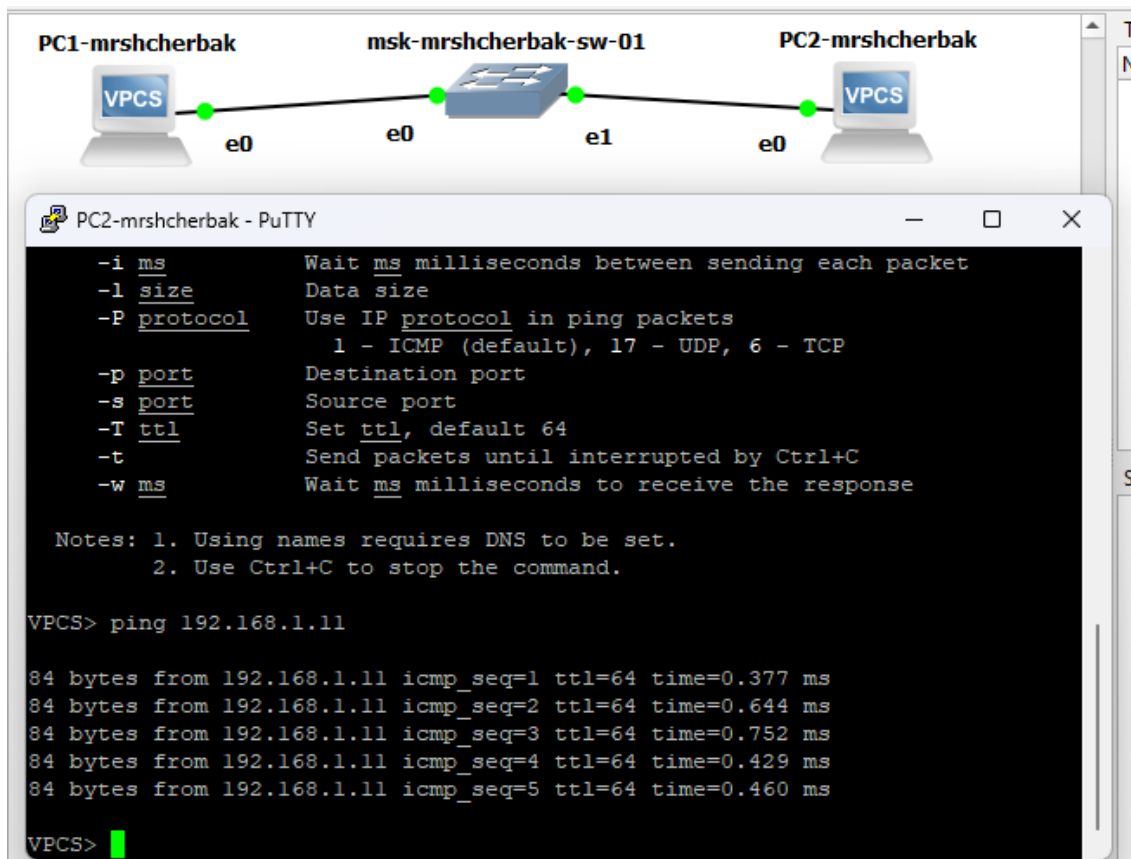 PC1-mrshcherbak msk-mrshcherbak-sw-01 PC2-mrshcherbak
VPCS VPCS
e0 e0 e1 e0
PC2-mrshcherbak - PuTTY
-i ms Wait ms milliseconds between sending each packet
-l size Data size
-P protocol Use IP protocol in ping packets
1 - ICMP (default), 17 - UDP, 6 - TCP
-p port Destination port
-s port Source port
-T ttl Set ttl, default 64
-t Send packets until interrupted by Ctrl+C
-w ms Wait ms milliseconds to receive the response
Notes: 1. Using names requires DNS to be set.
2. Use Ctrl+C to stop the command.
VPCS> ping 192.168.1.11
84 bytes from 192.168.1.11 icmp_seq=1 ttl=64 time=0.377 ms
84 bytes from 192.168.1.11 icmp_seq=2 ttl=64 time=0.644 ms
84 bytes from 192.168.1.11 icmp_seq=3 ttl=64 time=0.752 ms
84 bytes from 192.168.1.11 icmp_seq=4 ttl=64 time=0.429 ms
84 bytes from 192.168.1.11 icmp_seq=5 ttl=64 time=0.460 ms
VPCS>